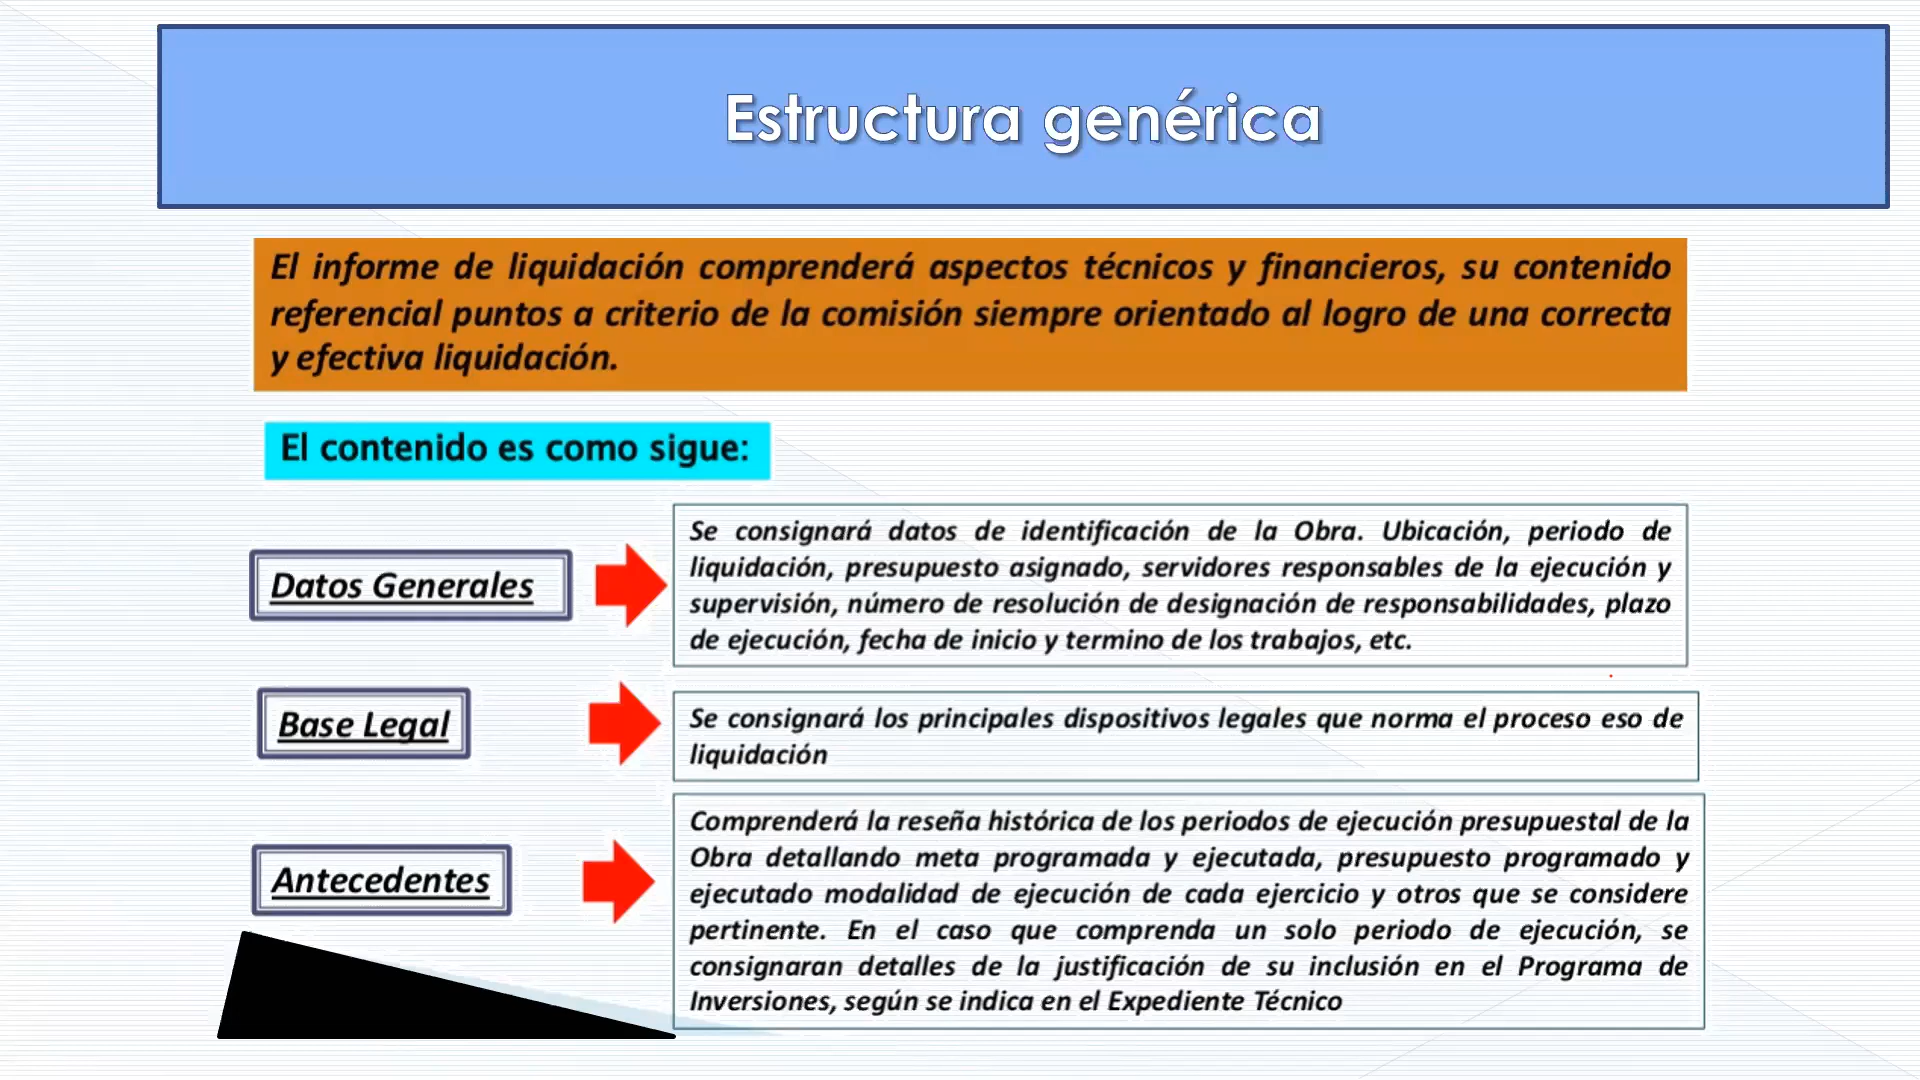 Estructura genérica
El informe de liquidación comprenderá aspectos técnicos y financieros, su contenido
referencial puntos a criterio de la comisión siempre orientado al logro de una correcta
y efectiva liquidación.
El contenido es como sigue:
Datos Generales
Se consignará datos de identificación de la Obra. Ubicación, periodo de
liquidación, presupuesto asignado, servidores responsables de la ejecución y
supervisión, número de resolución de designación de responsabilidades, plazo
de ejecución, fecha de inicio y termino de los trabajos, etc.
Base Legal
Se consignará los principales dispositivos legales que norma el proceso eso de
liquidación
Antecedentes
Comprenderá la reseña histórica de los periodos de ejecución presupuestal de la
Obra detallando meta programada y ejecutada, presupuesto programado y
ejecutado modalidad de ejecución de cada ejercicio y otros que se considere
pertinente. En el caso que comprenda un solo periodo de ejecución, se
consignaran detalles de la justificación de su inclusión en el Programa de
Inversiones, según se indica en el Expediente Técnico